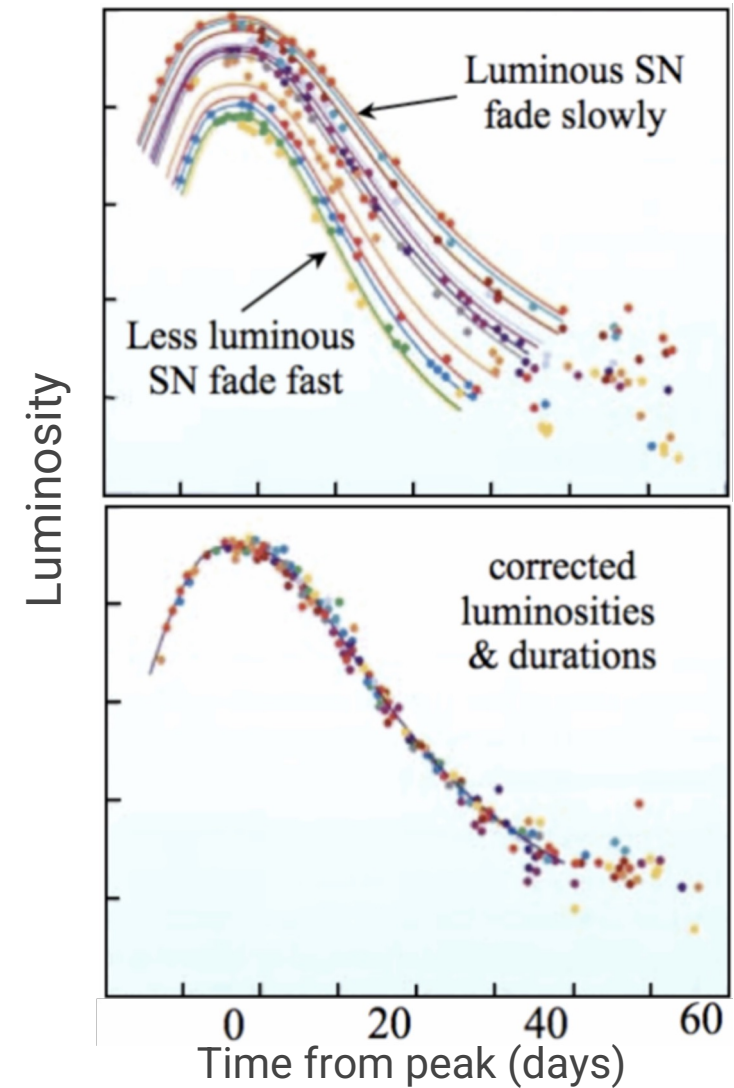 Luminous SN
fade slowly
Less luminous
SN fade fast
Luminosity
corrected
luminosities
& durations
0 20 40 60
Time from peak (days)